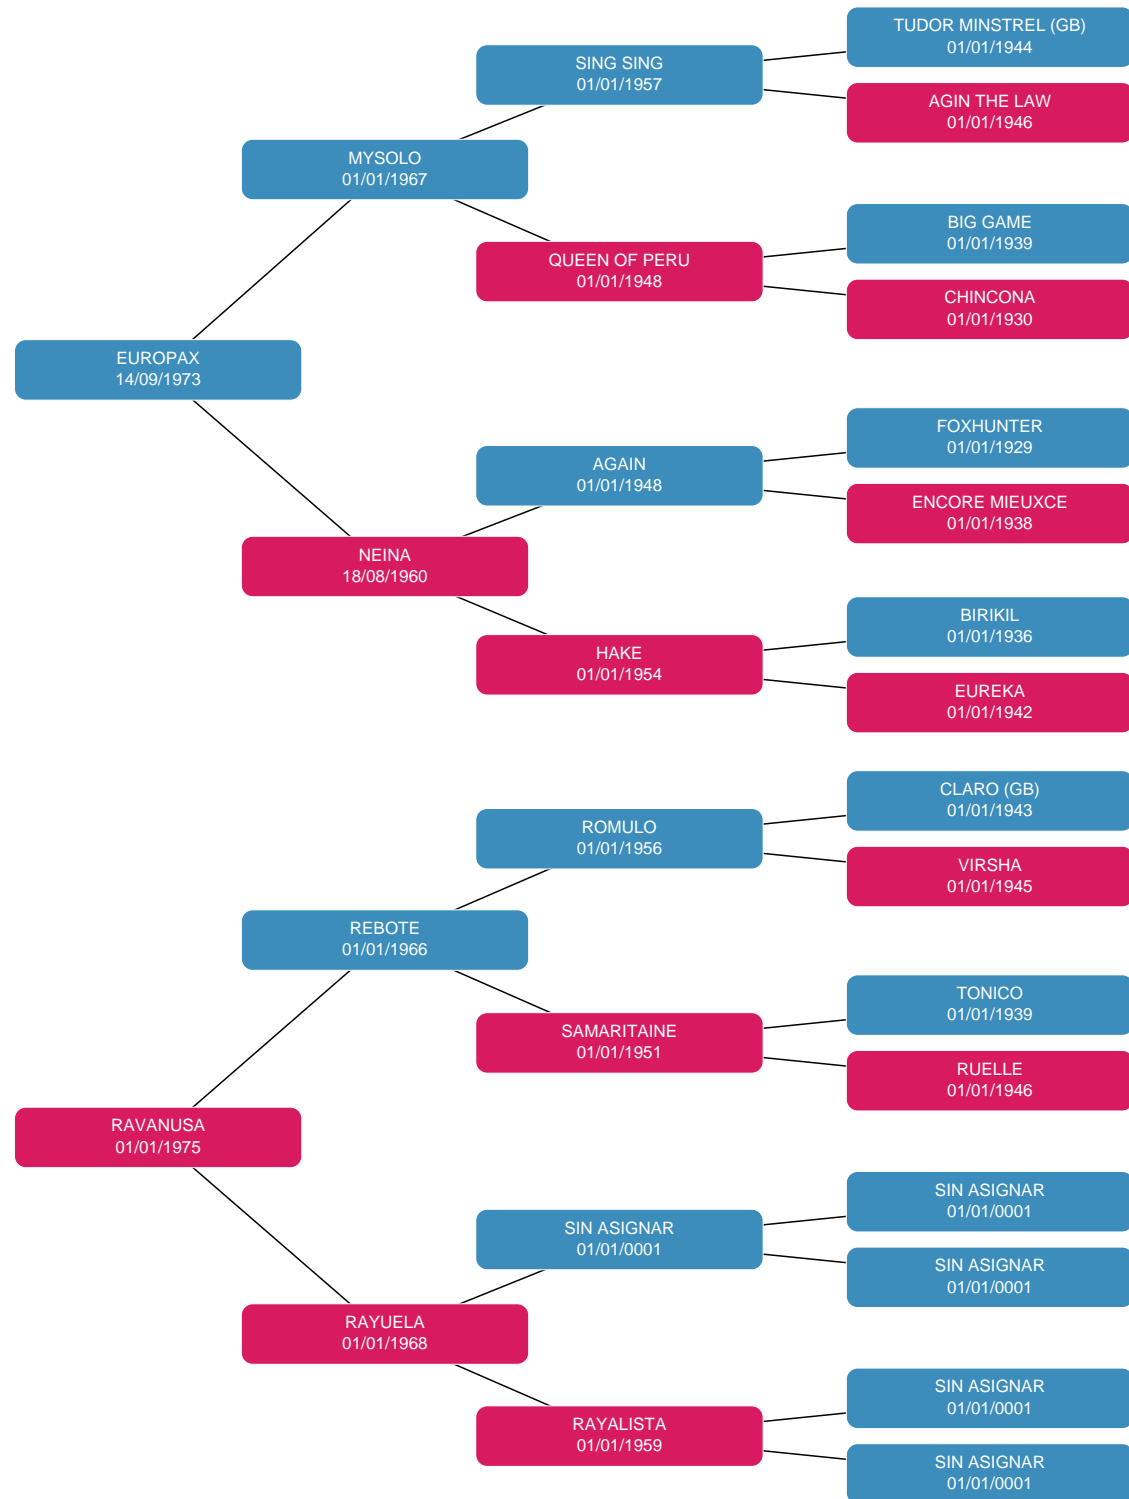 TUDOR MINSTREL (GB)
01/01/1944
SING SING
01/01/1957
AGIN THE LAW
01/01/1946
MYSOLO
01/01/1967
BIG GAME
01/01/1939
QUEEN OF PERU
01/01/1948
CHINCONA
01/01/1930
EUROPAX
14/09/1973
FOXHUNTER
01/01/1929
AGAIN
01/01/1948
ENCORE MIEUXCE
01/01/1938
NEINA
18/08/1960
BIRIKIL
01/01/1936
HAKE
01/01/1954
EUREKA
01/01/1942
CLARO (GB)
01/01/1943
ROMULO
01/01/1956
VIRSHA
01/01/1945
REBOTE
01/01/1966
TONICO
01/01/1939
SAMARITAINE
01/01/1951
RUELLE
01/01/1946
RAVANUSA
01/01/1975
SIN ASIGNAR
01/01/0001
SIN ASIGNAR
01/01/0001
SIN ASIGNAR
01/01/0001
RAYUELA
01/01/1968
SIN ASIGNAR
01/01/0001
RAYALISTA
01/01/1959
SIN ASIGNAR
01/01/0001